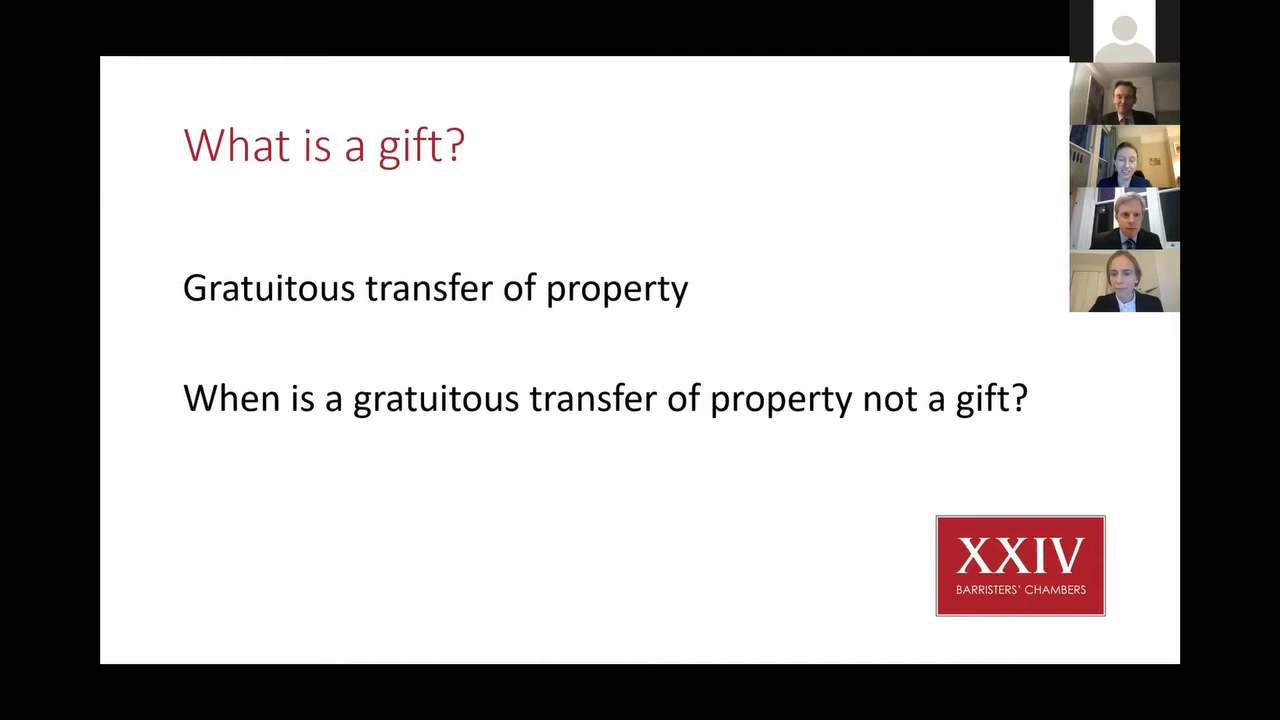 What is a gift?
Gratuitous transfer of property
When is a gratuitous transfer of property not a gift?
XXIV
BARRISTERS' CHAMBERS